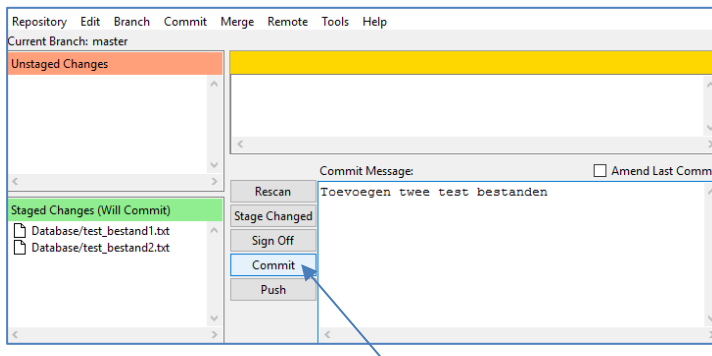 Repository Edit Branch Commit Merge Remote Tools Help
Current Branch: master
Unstaged Changes
Commit Message:
Amend Last Comm
Rescan
Toevoegen twee test bestanden
Staged Changes (Will Commit)
Stage Changed
Database/test_bestand1.txt
Database/test_bestand2.txt
Sign Off
Commit
Push